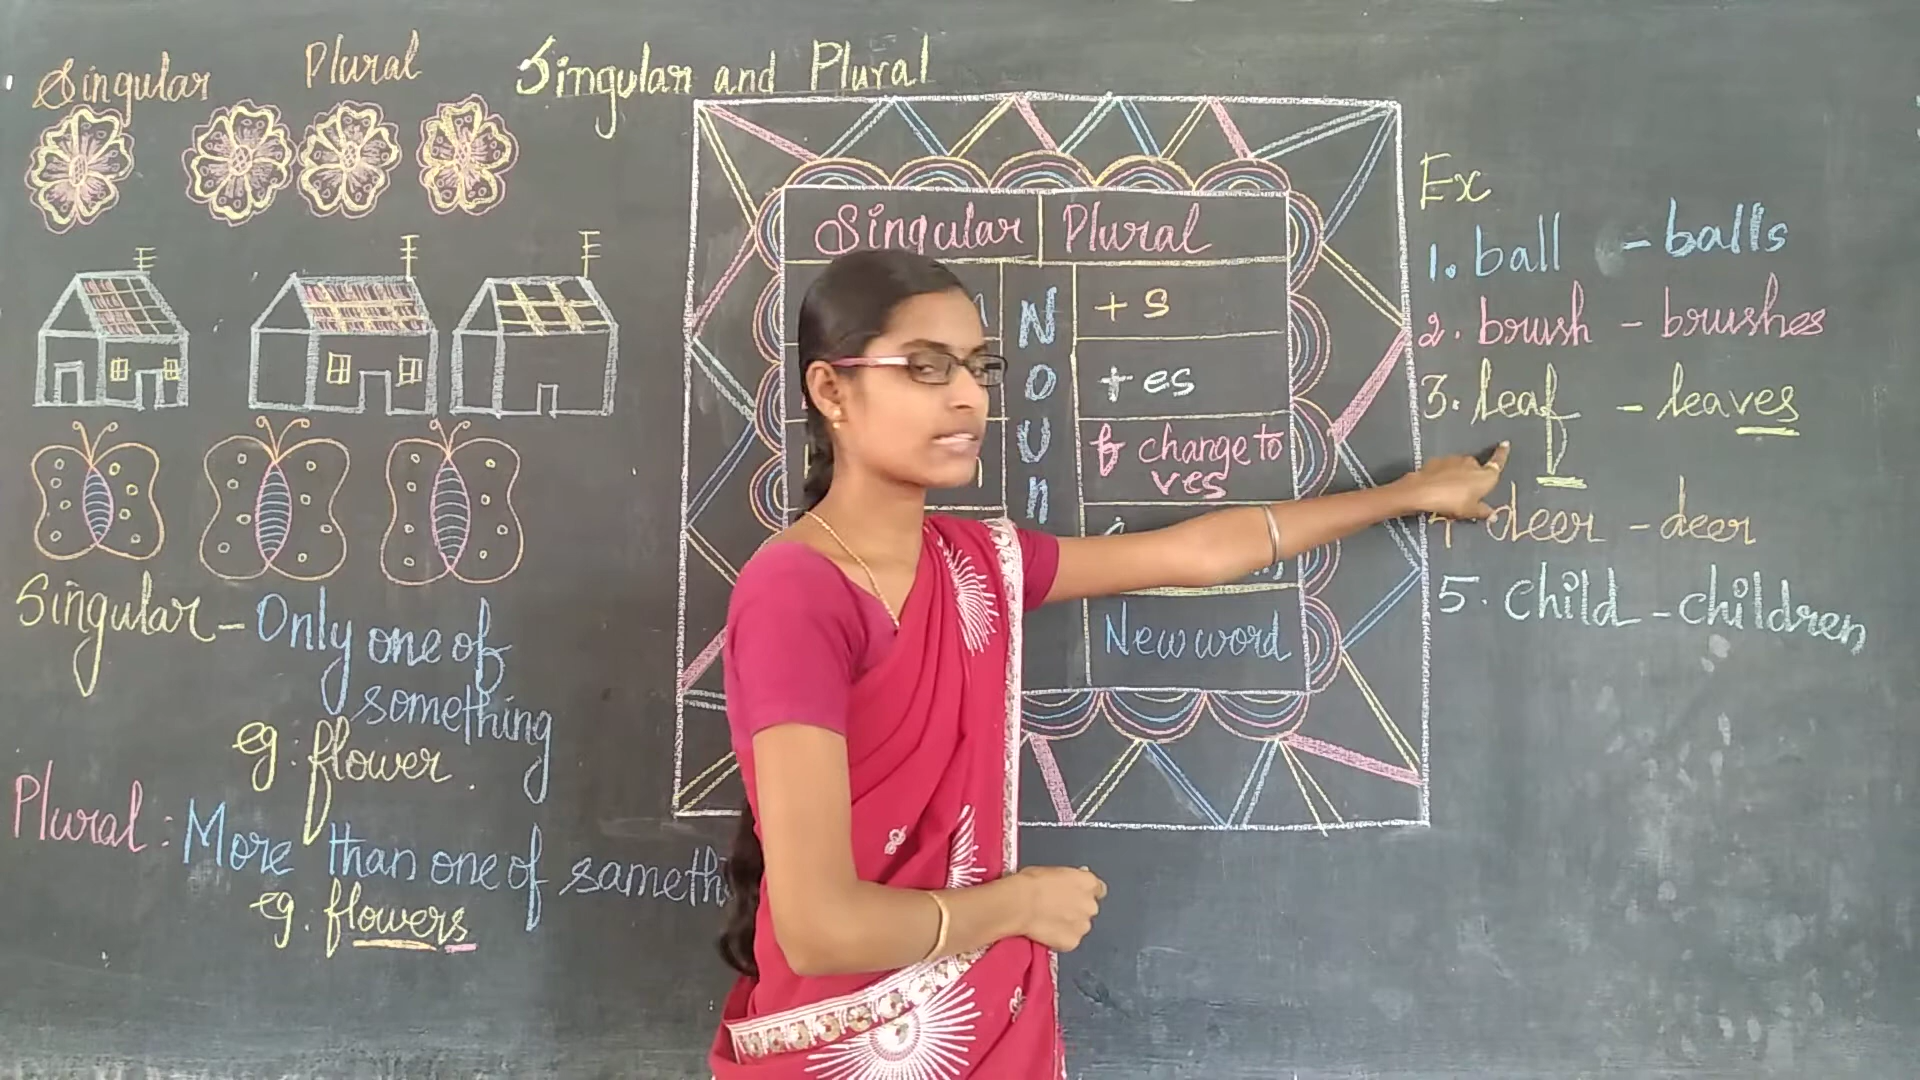 Singular Plural
Singular and Plural
Singular - Only one of
something
eg: flower.
Plural: More than one of
eg. flowers
Singular Plural
Noun
+ s
+ es
f change to
ves
New word
Ex
1. ball - balls
2. brush - brushes
3. leaf - leaves
deer - deer
5. child - children